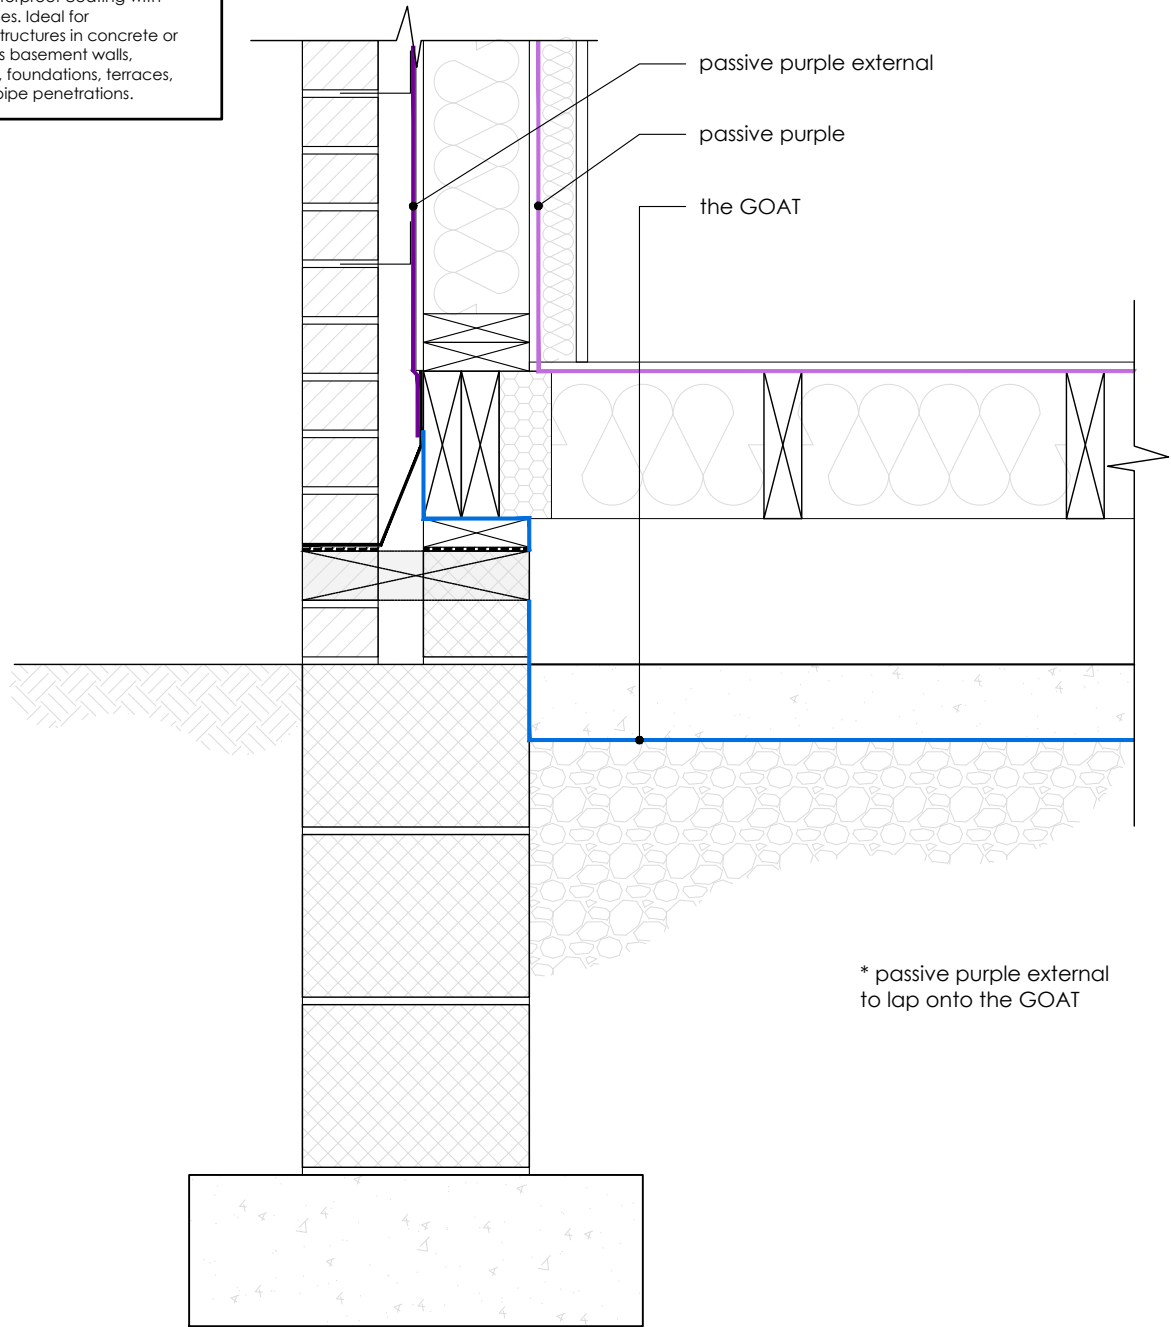 es. Ideal for
tructures in concrete or
s basement walls,
, foundations, terraces,
pipe penetrations.
passive purple external
passive purple
the GOAT
* passive purple external
to lap onto the GOAT